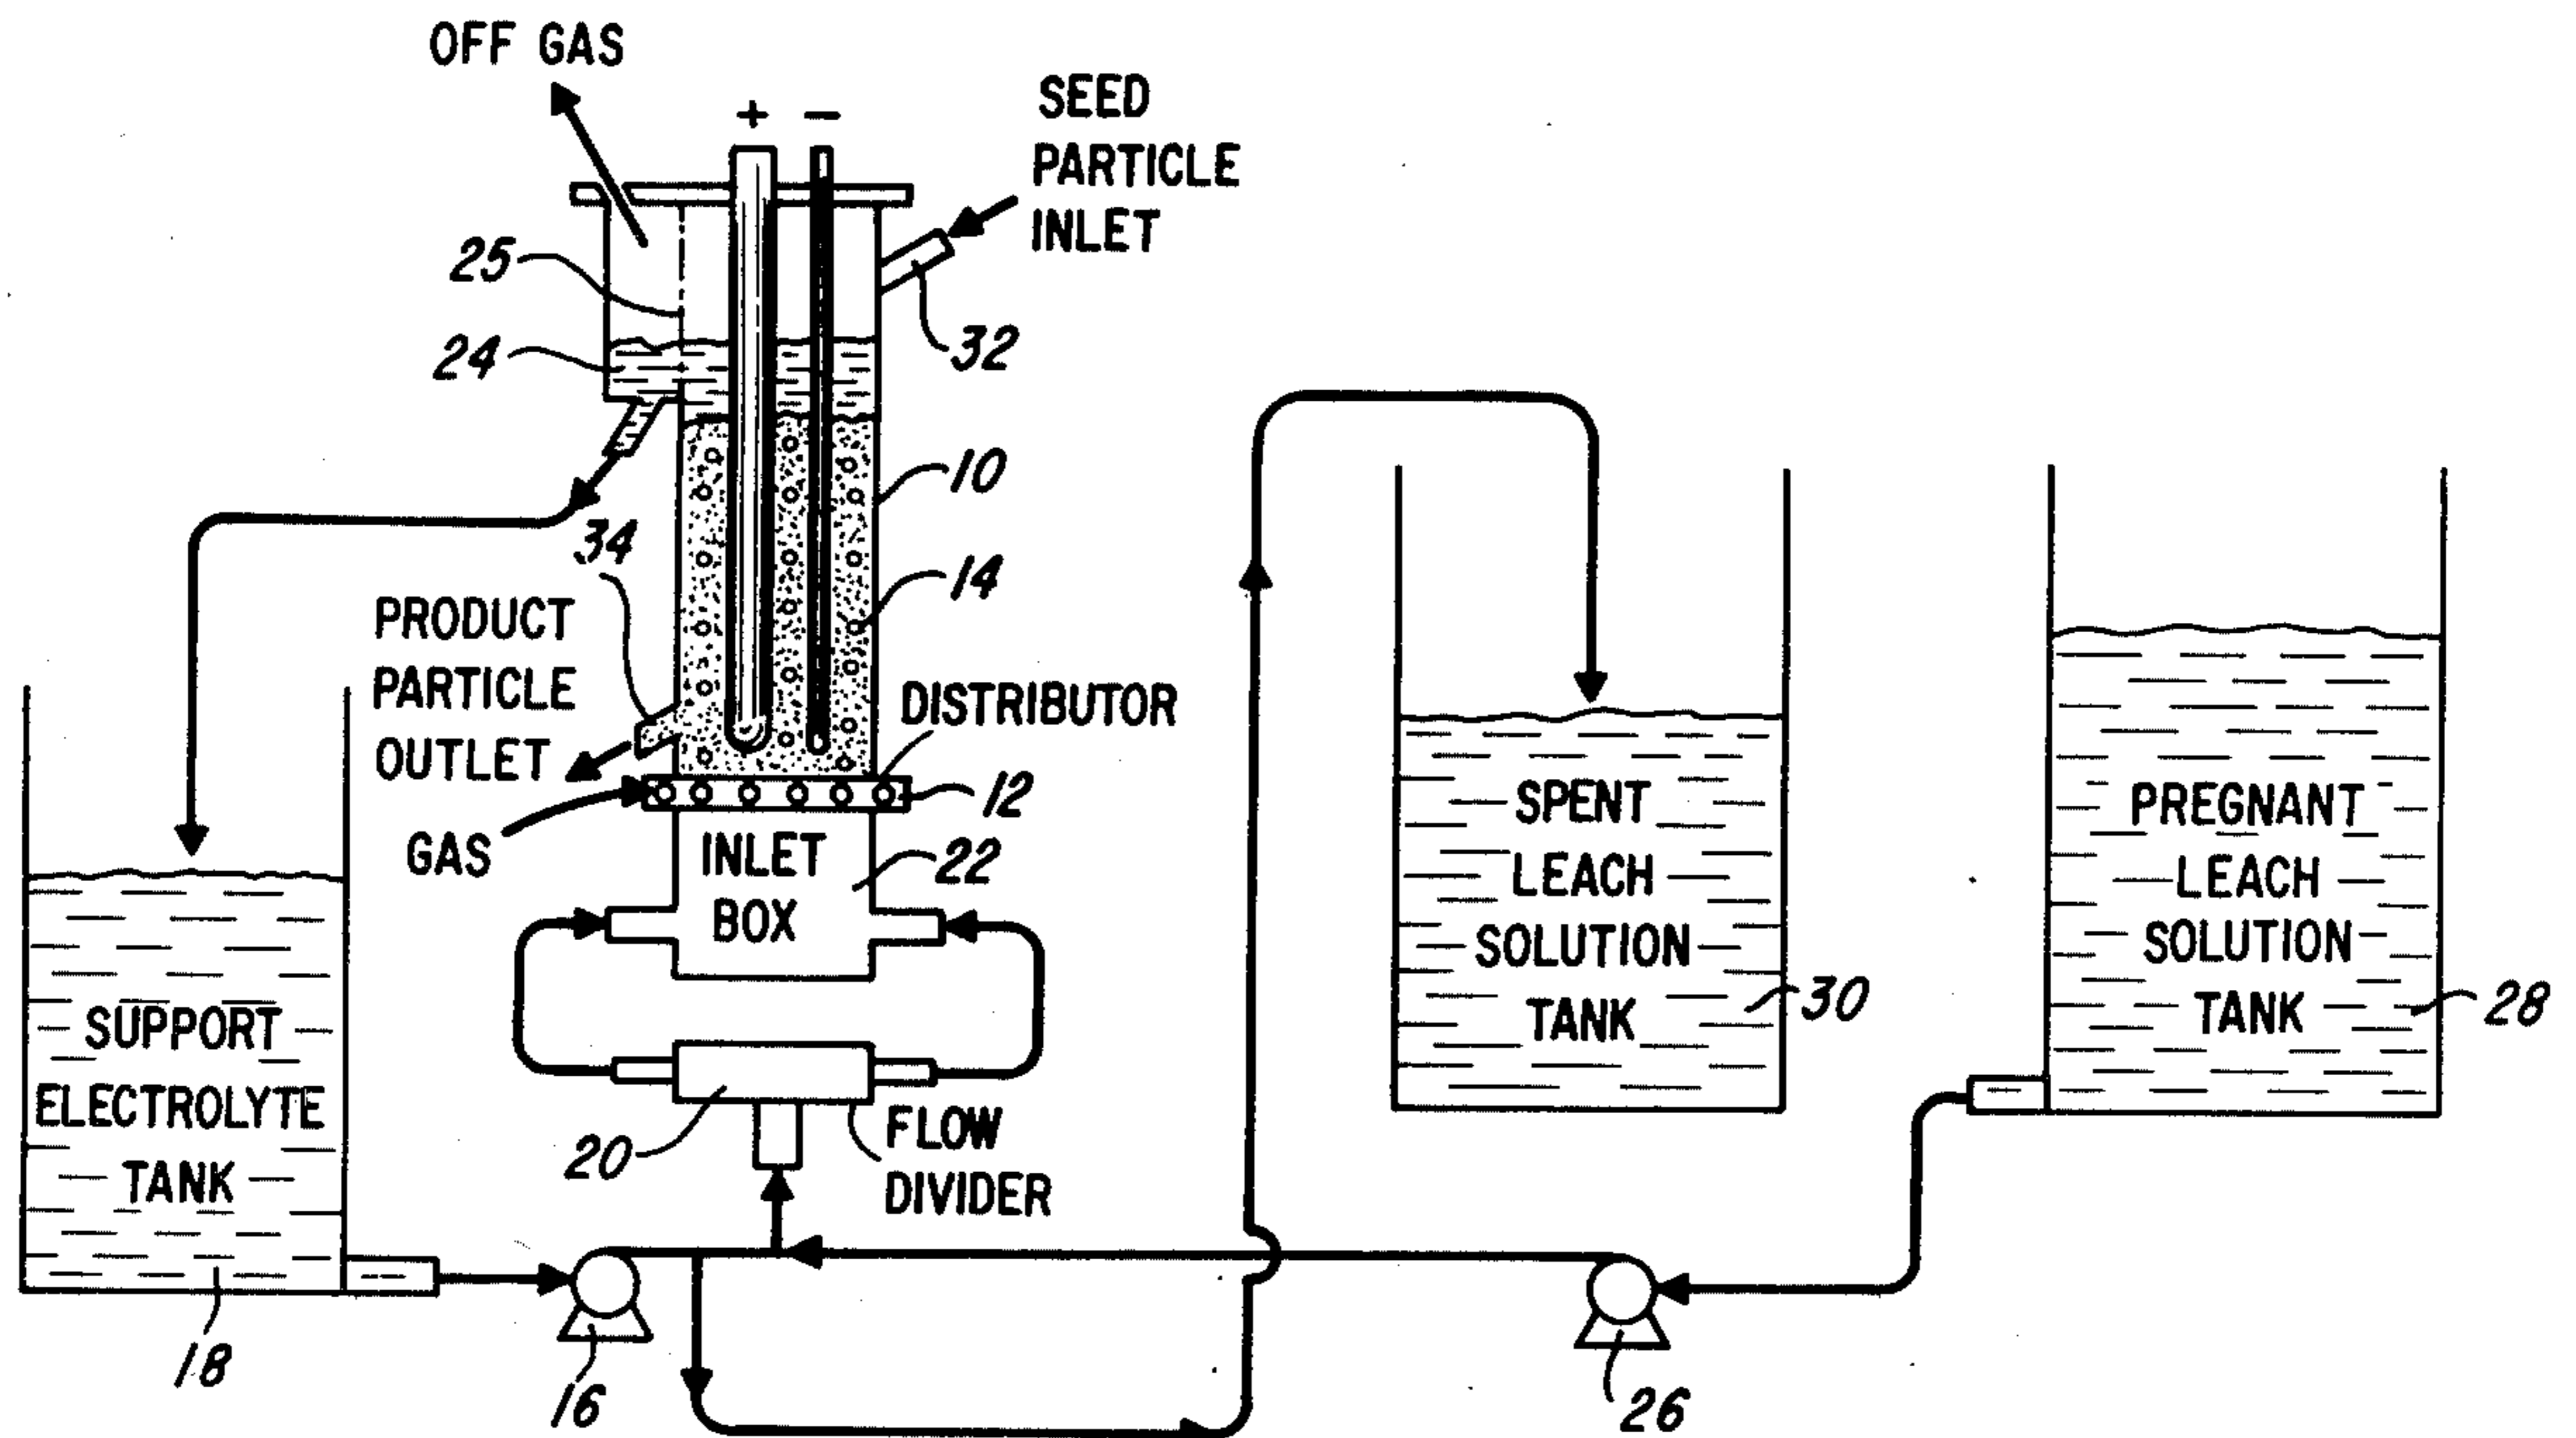 OFF GAS
+ −
SEED
PARTICLE
INLET
25
24
32
10
34
14
PRODUCT
PARTICLE
OUTLET
DISTRIBUTOR
12
GAS
INLET
BOX
22
SUPPORT
ELECTROLYTE
TANK
18
20
FLOW
DIVIDER
16
SPENT
LEACH
SOLUTION
TANK
30
PREGNANT
LEACH
SOLUTION
TANK
28
26